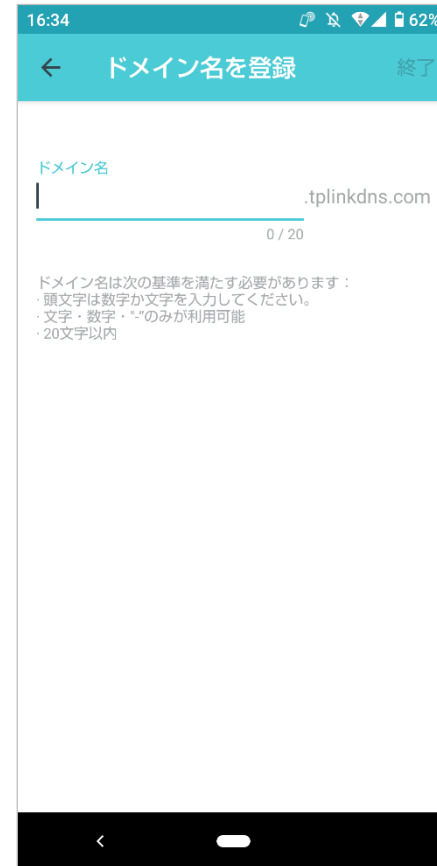 16:34
62%
ドメイン名を登録
終了
ドメイン名
.tplinkdns.com
0 / 20
ドメイン名は次の基準を満たす必要があります：
· 頭文字は数字か文字を入力してください。
· 文字・数字・"-"のみが利用可能
· 20文字以内